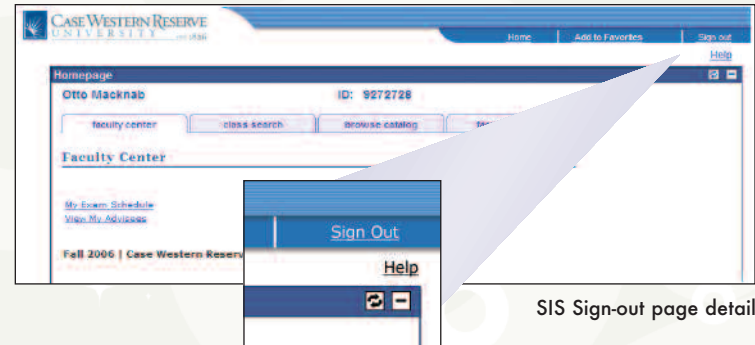 CASE WESTERN RESERVE
UNIVERSITY EST. 1826
Home Add to Favorites Sign out
Help
Homepage
Otto Macknab ID: 9272728
faculty center class search browse catalog
Faculty Center
My Exam Schedule
View My Advisees
Fall 2006 | Case Western Reserv
Sign Out
Help
SIS Sign-out page detail